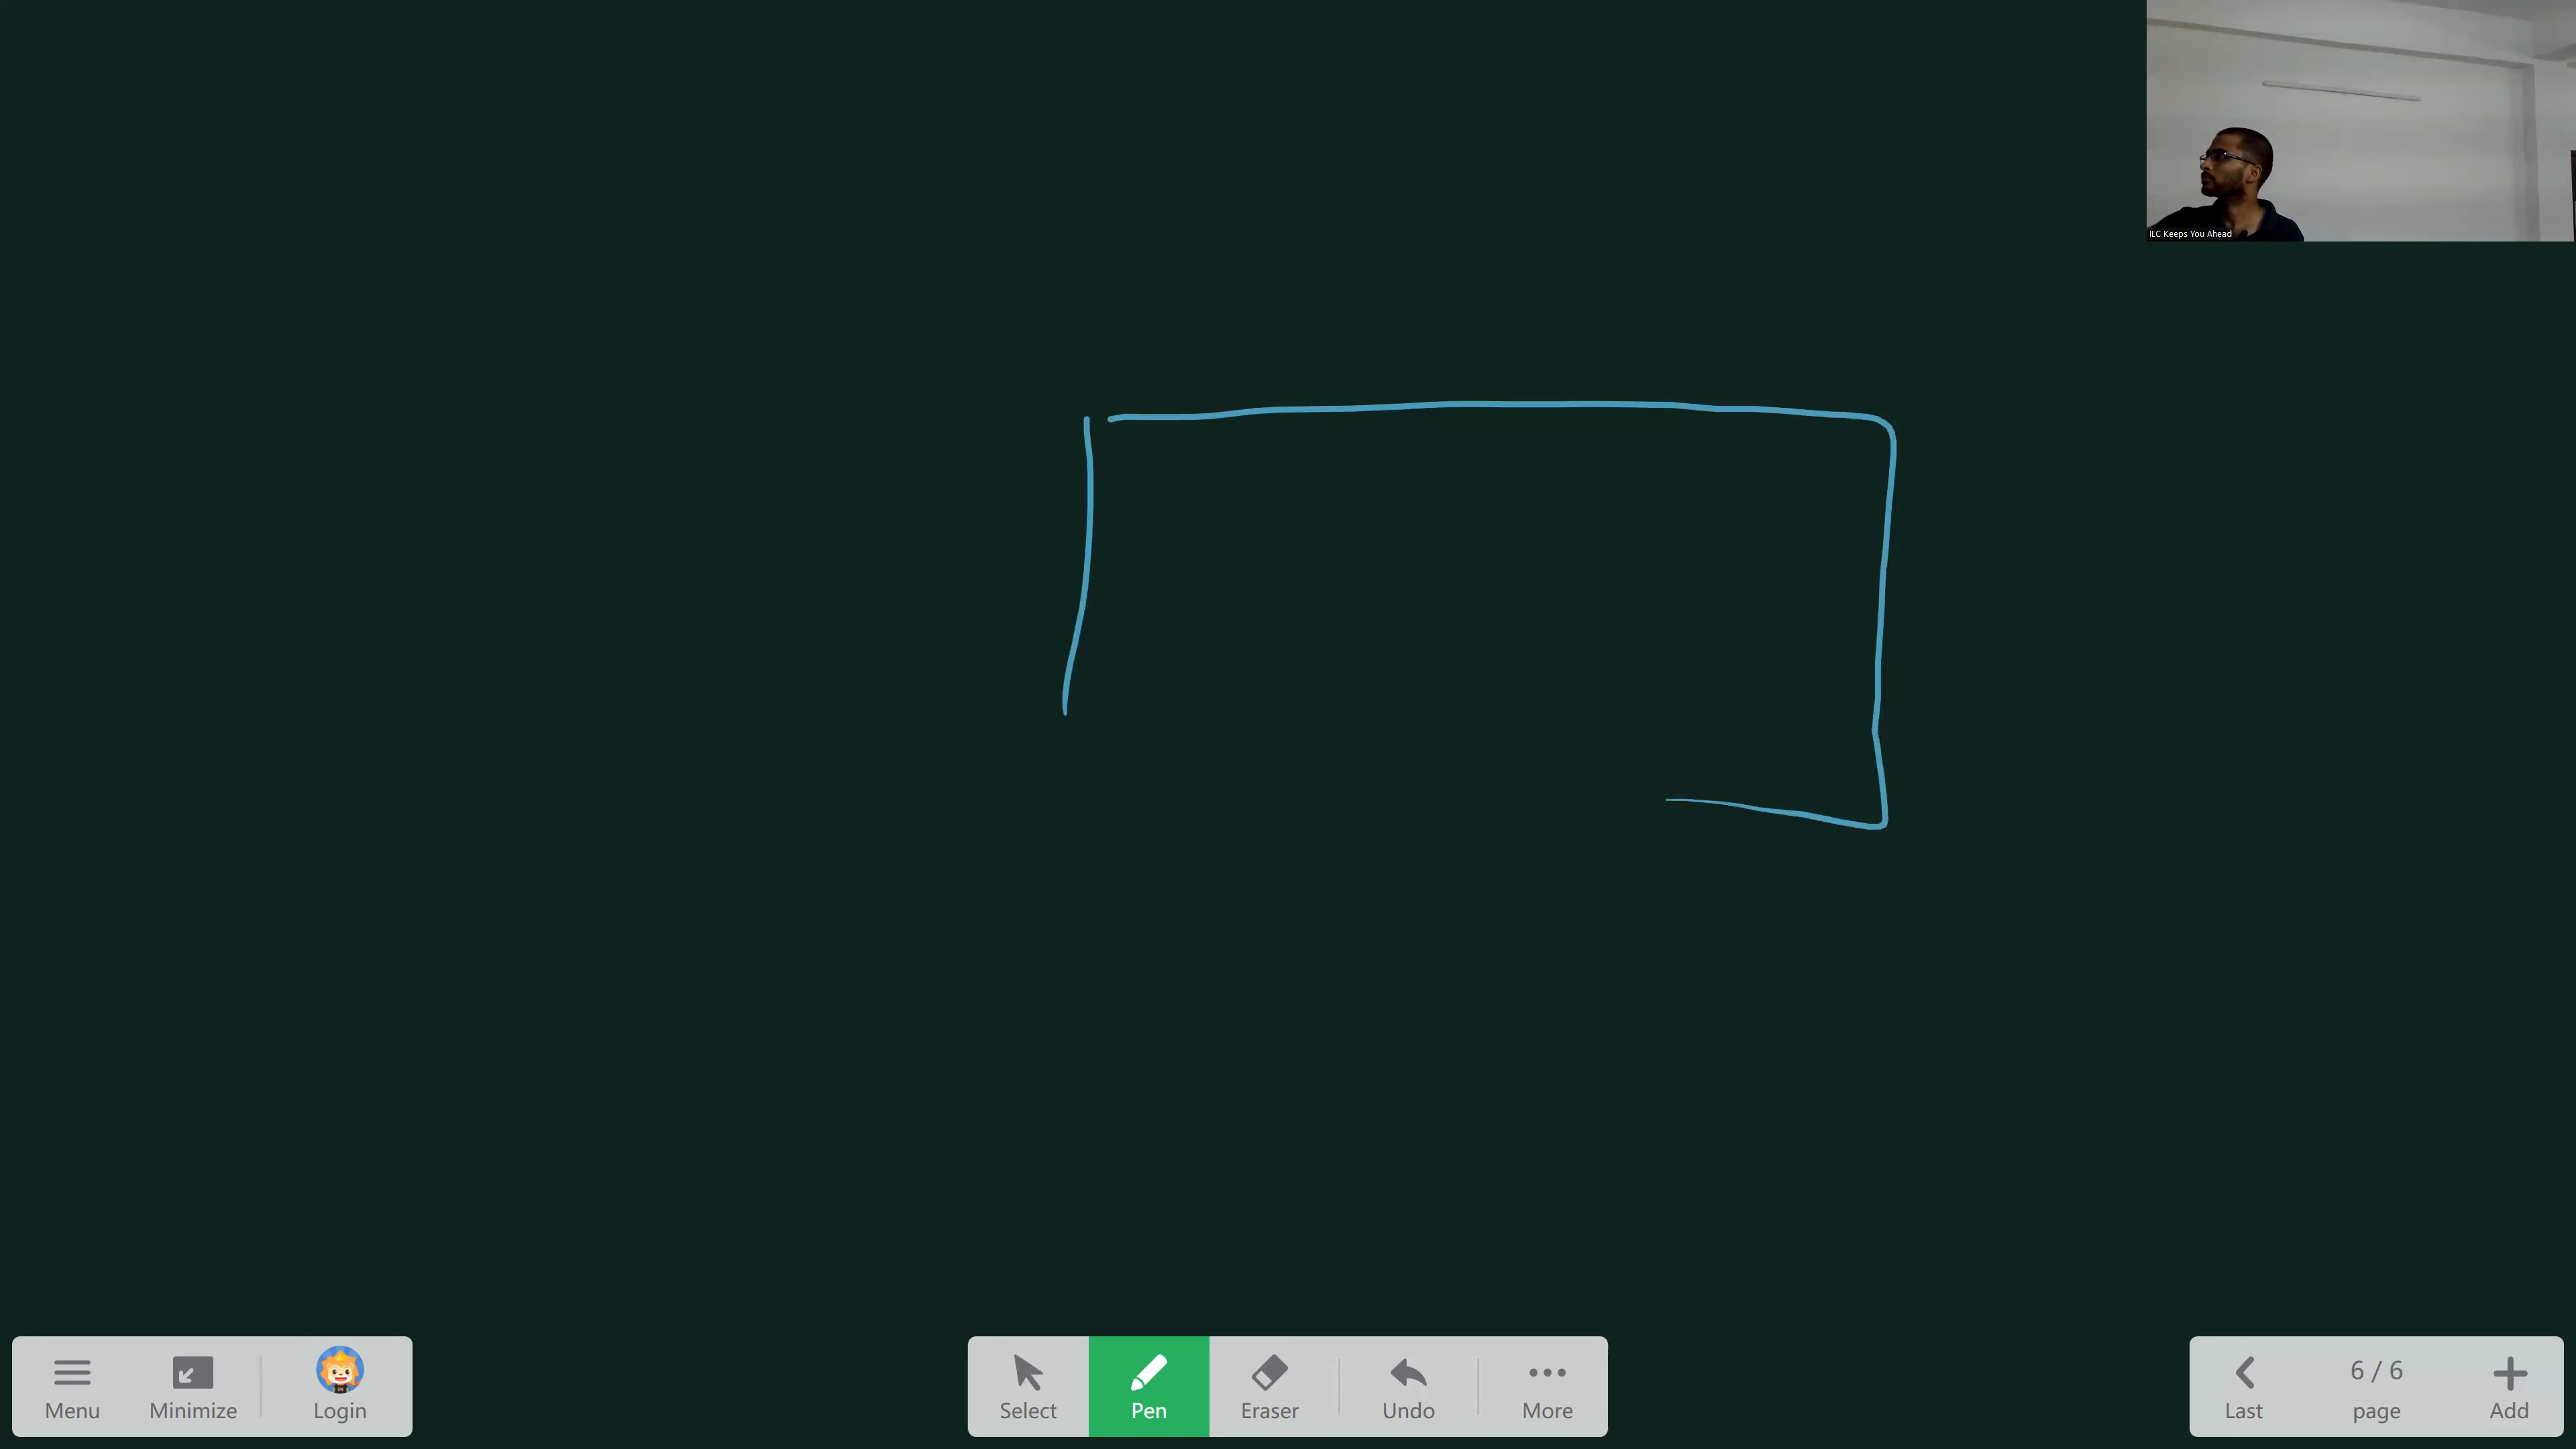 ILC Keeps You Ahead
Menu
Minimize
Login
Select
Pen
Eraser
Undo
More
Last
6 / 6
page
Add